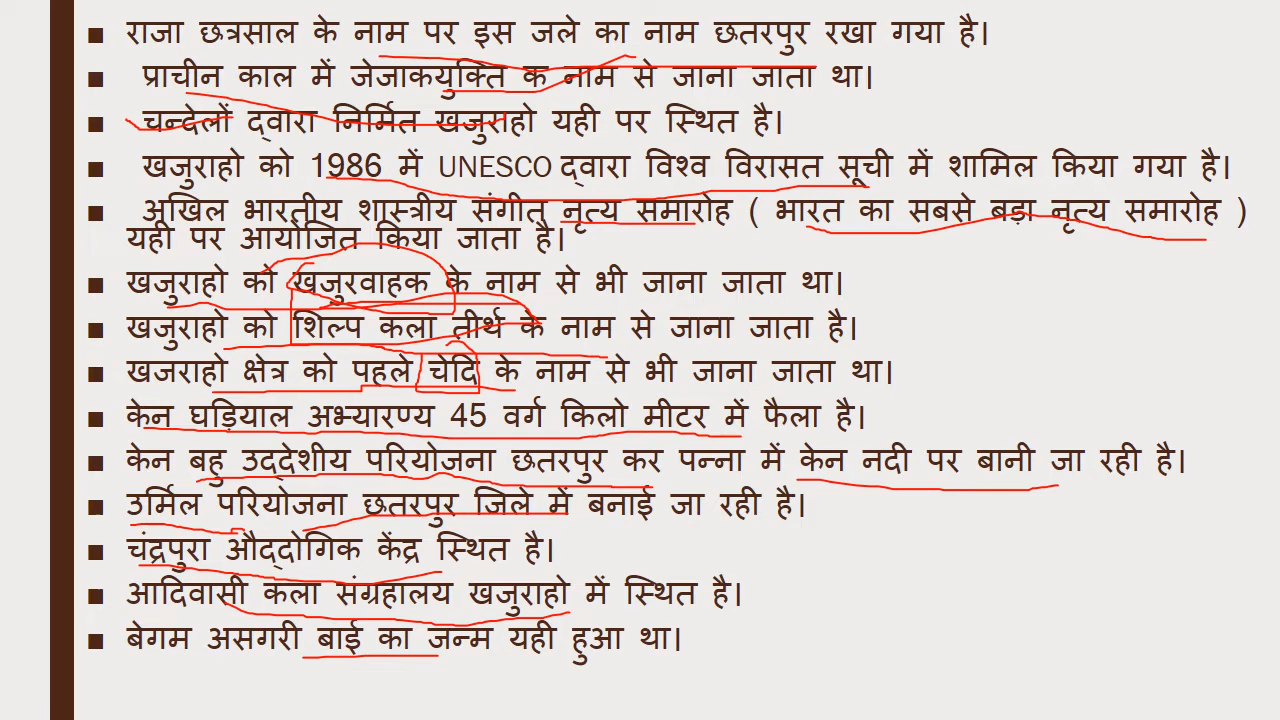 ■ राजा छत्रसाल के नाम पर इस जले का नाम छतरपुर रखा गया है।
■ प्राचीन काल में जेजाकयुक्ति क नाम से जाना जाता था।
■ चन्देलों द्वारा निर्मित खजुराहो यही पर स्थित है।
■ खजुराहो को 1986 में UNESCO द्वारा विश्व विरासत सूची में शामिल किया गया है।
■ अखिल भारतीय शास्त्रीय संगीत नृत्य समारोह ( भारत का सबसे बड़ा नृत्य समारोह )
यही पर आयोजित किया जाता है।
■ खजुराहो को खजुरवाहक के नाम से भी जाना जाता था।
■ खजुराहो को शिल्प कला तीर्थ के नाम से जाना जाता है।
■ खजराहो क्षेत्र को पहले चेदि के नाम से भी जाना जाता था।
■ केन घड़ियाल अभ्यारण्य 45 वर्ग किलो मीटर में फैला है।
■ केन बहु उद्देशीय परियोजना छतरपुर कर पन्ना में केन नदी पर बानी जा रही है।
■ उर्मिल परियोजना छतरपुर जिले में बनाई जा रही है।
■ चंद्रपुरा औद्दोगिक केंद्र स्थित है।
■ आदिवासी कला संग्रहालय खजुराहो में स्थित है।
■ बेगम असगरी बाई का जन्म यही हुआ था।